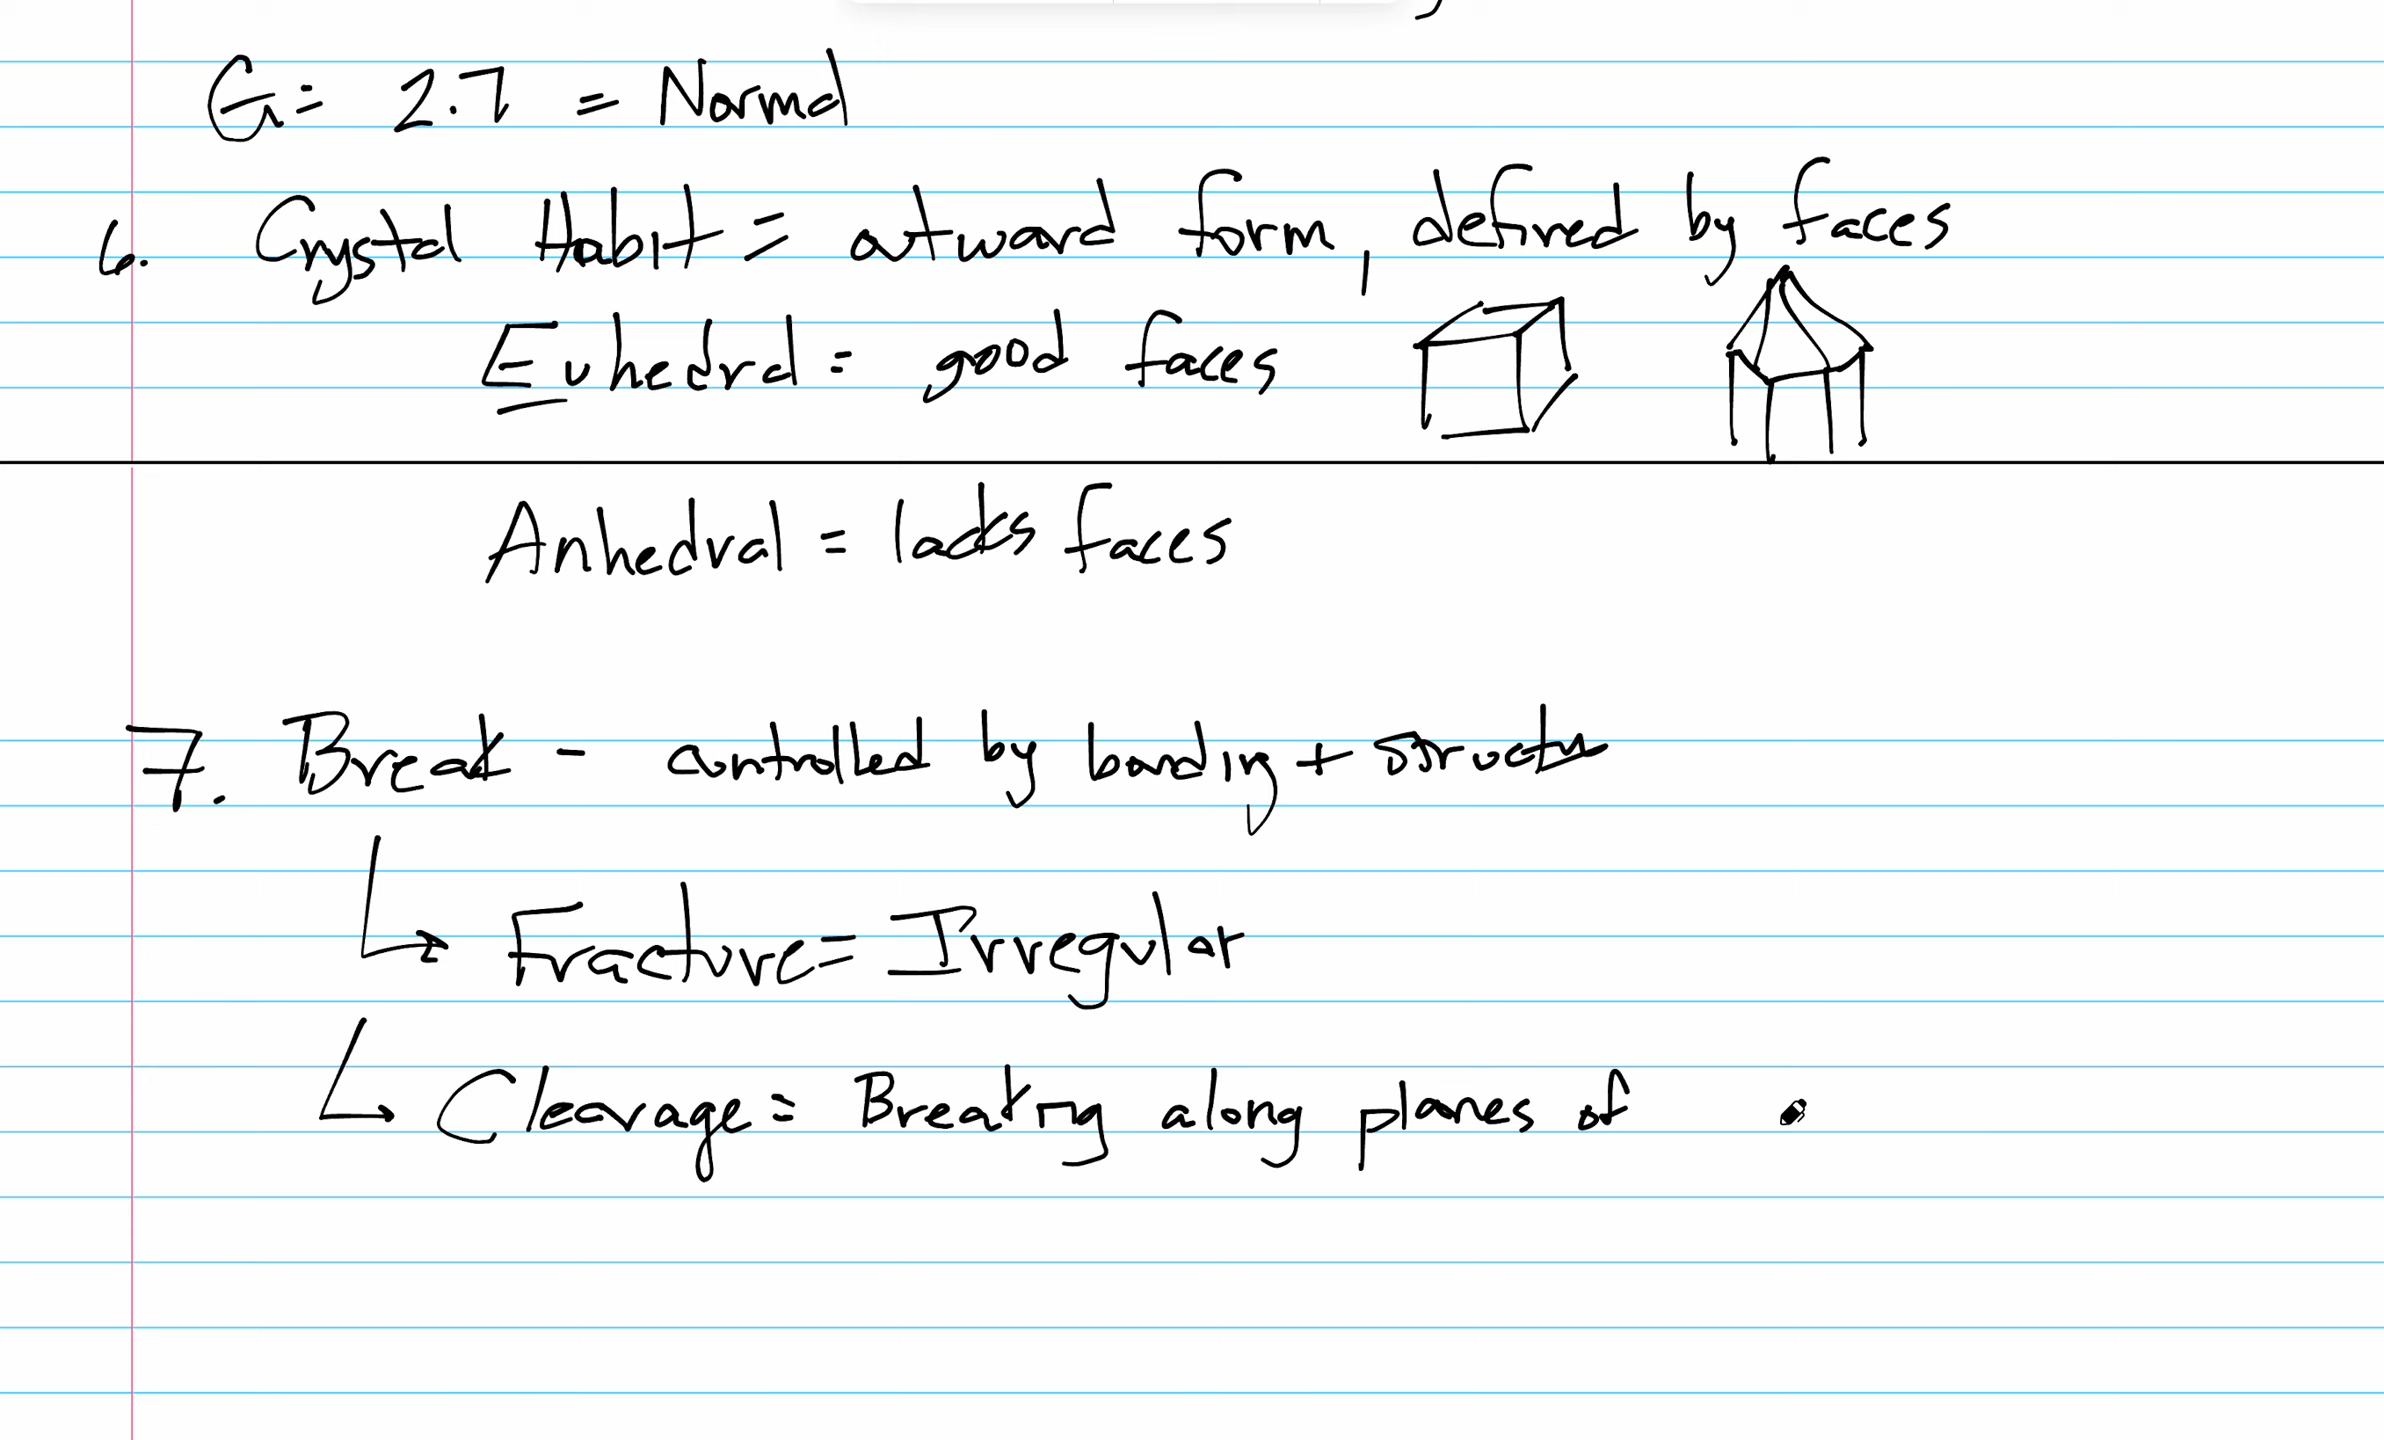 G = 2.7 = Normal
6. Crystal Habit = outward form, defined by faces
Euhedral = good faces
Anhedral = lacks faces
7. Break - controlled by bonding + structu
Fracture = Irregular
Cleavage = Breaking along planes of